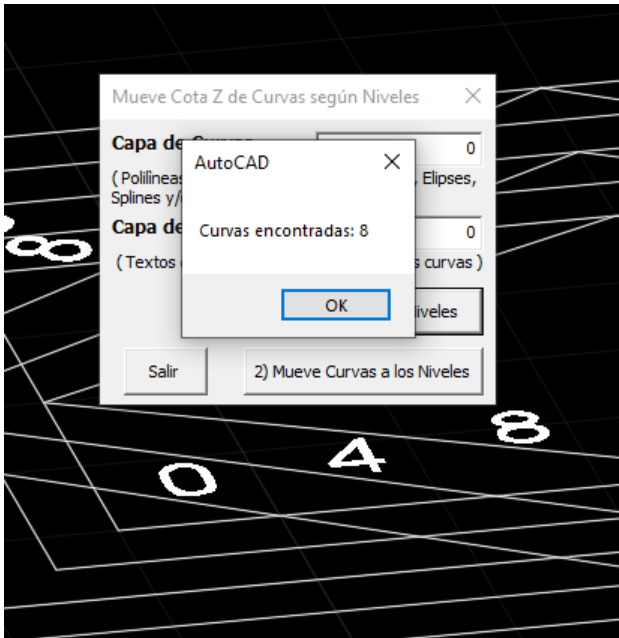 Mueve Cota Z de Curvas según Niveles
Capa de
0
AutoCAD
Elipses,
Splines y/
Capa de
Curvas encontradas: 8
0
( Textos
curvas )
OK
iveles
Salir
2) Mueve Curvas a los Niveles
8
8
4
0